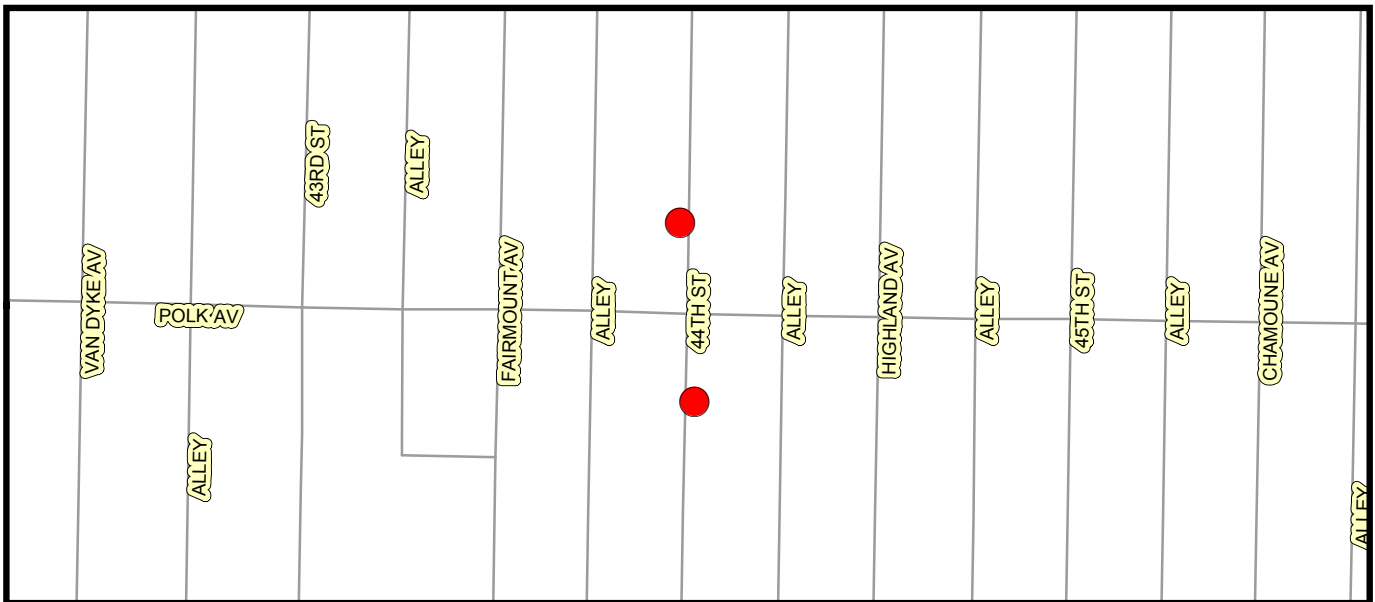 VAN DYKE AV
POLK AV
ALLEY
43RD ST
ALLEY
FAIRMOUNT AV
ALLEY
44TH ST
ALLEY
HIGHLAND AV
ALLEY
45TH ST
ALLEY
CHAMOUNE AV
ALLEY